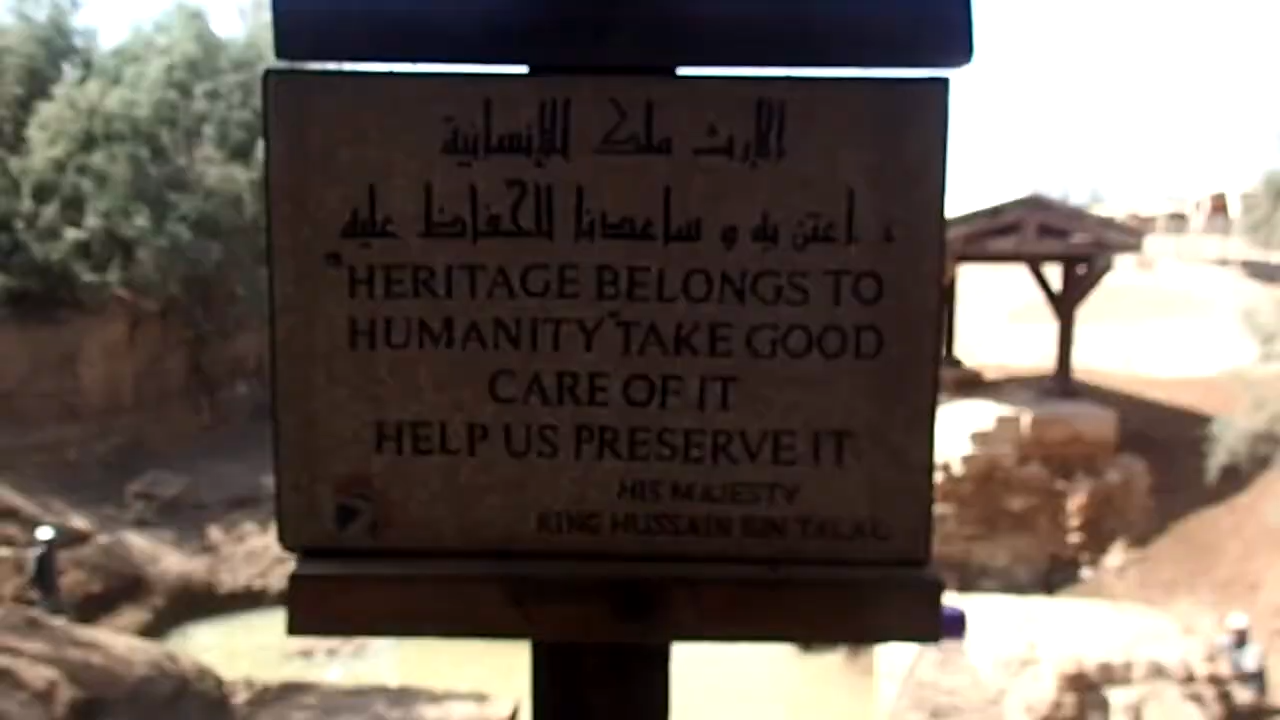 الإرث ملك للإنسانية
، اعتن به و ساعدنا للحفاظ عليه
"HERITAGE BELONGS TO
HUMANITY" TAKE GOOD
CARE OF IT
HELP US PRESERVE IT
HIS MAJESTY
KING HUSSAIN BIN TALAL